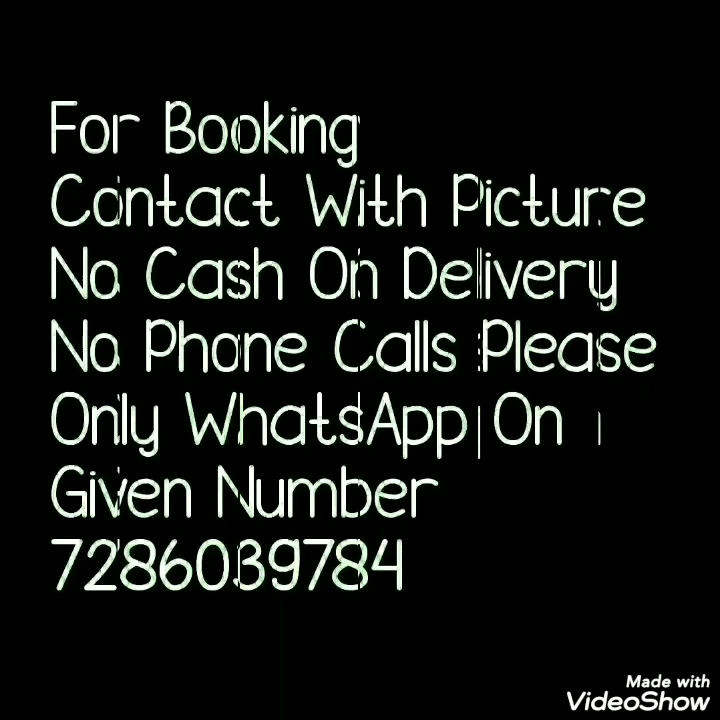 For Booking
Contact With Picture
No Cash On Delivery
No Phone Calls Please
Only WhatsApp On
Given Number
7286039784
Made with
VideoShow